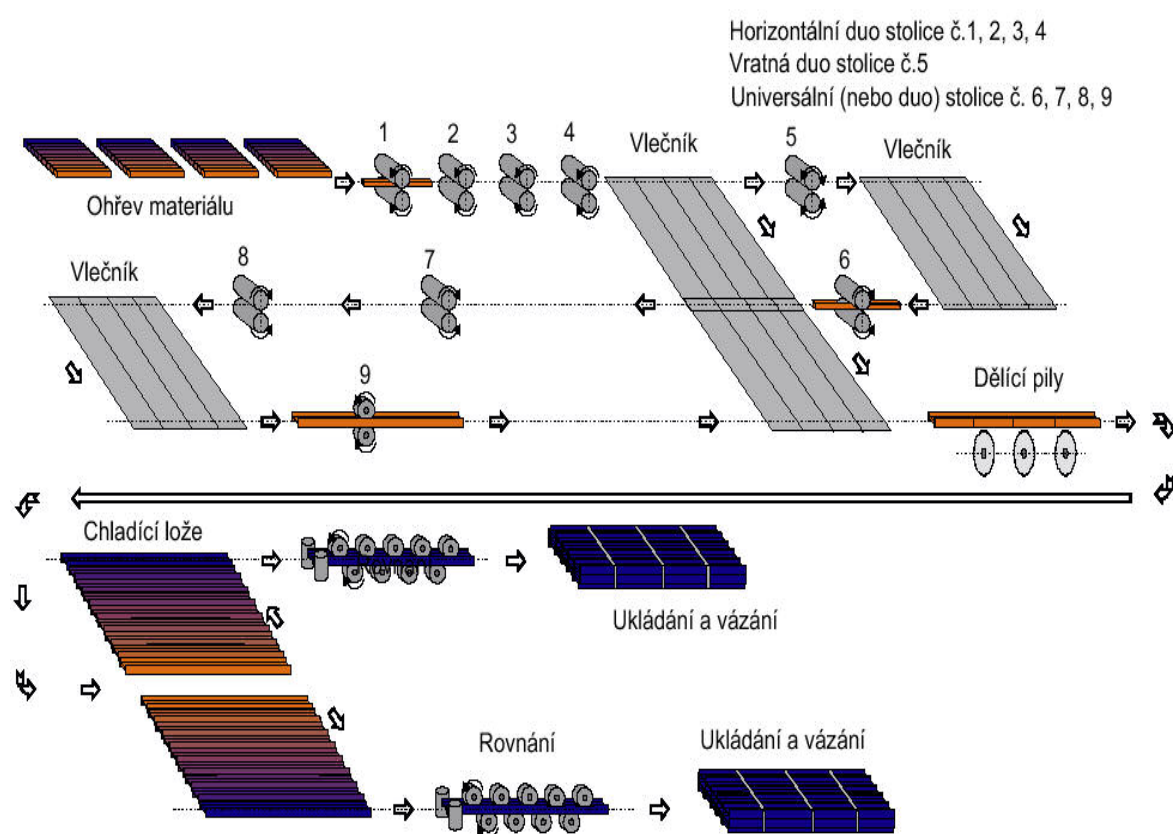 Horizontální duo stolice č.1, 2, 3, 4
Vratná duo stolice č.5
Universální (nebo duo) stolice č. 6, 7, 8, 9
1
2
3
4
Vlečník
5
Vlečník
Ohřev materiálu
Vlečník
8
7
6
9
Dělící pily
Chladící lože
Ukládání a vázání
Rovnání
Ukládání a vázání